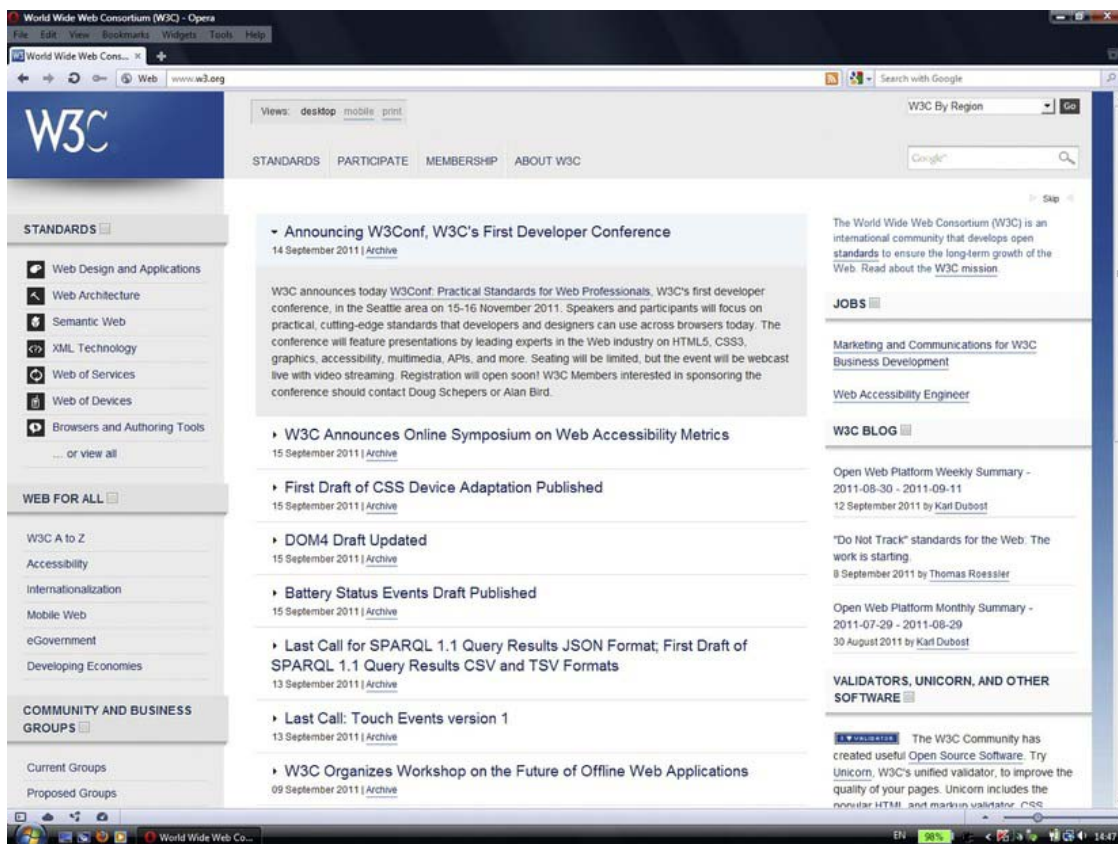 World Wide Web Consortium (W3C) - Opera
File Edit View Bookmarks Widgets Tools Help
World Wide Web Cons...
Web www.w3.org
Search with Google
W3C
Views: desktop mobile print
W3C By Region
Go
STANDARDS PARTICIPATE MEMBERSHIP ABOUT W3C
Google
Skip
STANDARDS
Web Design and Applications
Web Architecture
Semantic Web
XML Technology
Web of Services
Web of Devices
Browsers and Authoring Tools
... or view all
WEB FOR ALL
W3C A to Z
Accessibility
Internationalization
Mobile Web
eGovernment
Developing Economies
COMMUNITY AND BUSINESS
GROUPS
Current Groups
Proposed Groups
Announcing W3Conf, W3C's First Developer Conference
14 September 2011 | Archive
W3C announces today W3Conf: Practical Standards for Web Professionals, W3C's first developer
conference, in the Seattle area on 15-16 November 2011. Speakers and participants will focus on
practical, cutting-edge standards that developers and designers can use across browsers today. The
conference will feature presentations by leading experts in the Web industry on HTML5, CSS3,
graphics, accessibility, multimedia, APIs, and more. Seating will be limited, but the event will be webcast
live with video streaming. Registration will open soon! W3C Members interested in sponsoring the
conference should contact Doug Schepers or Alan Bird.
W3C Announces Online Symposium on Web Accessibility Metrics
15 September 2011 | Archive
First Draft of CSS Device Adaptation Published
15 September 2011 | Archive
DOM4 Draft Updated
15 September 2011 | Archive
Battery Status Events Draft Published
15 September 2011 | Archive
Last Call for SPARQL 1.1 Query Results JSON Format; First Draft of
SPARQL 1.1 Query Results CSV and TSV Formats
13 September 2011 | Archive
Last Call: Touch Events version 1
13 September 2011 | Archive
W3C Organizes Workshop on the Future of Offline Web Applications
09 September 2011 | Archive
The World Wide Web Consortium (W3C) is an
international community that develops open
standards to ensure the long-term growth of the
Web. Read about the W3C mission.
JOBS
Marketing and Communications for W3C
Business Development
Web Accessibility Engineer
W3C BLOG
Open Web Platform Weekly Summary -
2011-08-30 - 2011-09-11
12 September 2011 by Karl Dubost
"Do Not Track" standards for the Web: The
work is starting.
8 September 2011 by Thomas Roessler
Open Web Platform Monthly Summary -
2011-07-29 - 2011-08-29
30 August 2011 by Karl Dubost
VALIDATORS, UNICORN, AND OTHER
SOFTWARE
I ♥ VALIDATOR The W3C Community has
created useful Open Source Software. Try
Unicorn, W3C's unified validator, to improve the
quality of your pages. Unicorn includes the
popular HTML and markup validator, CSS
World Wide Web Co...
EN 98% 14:47